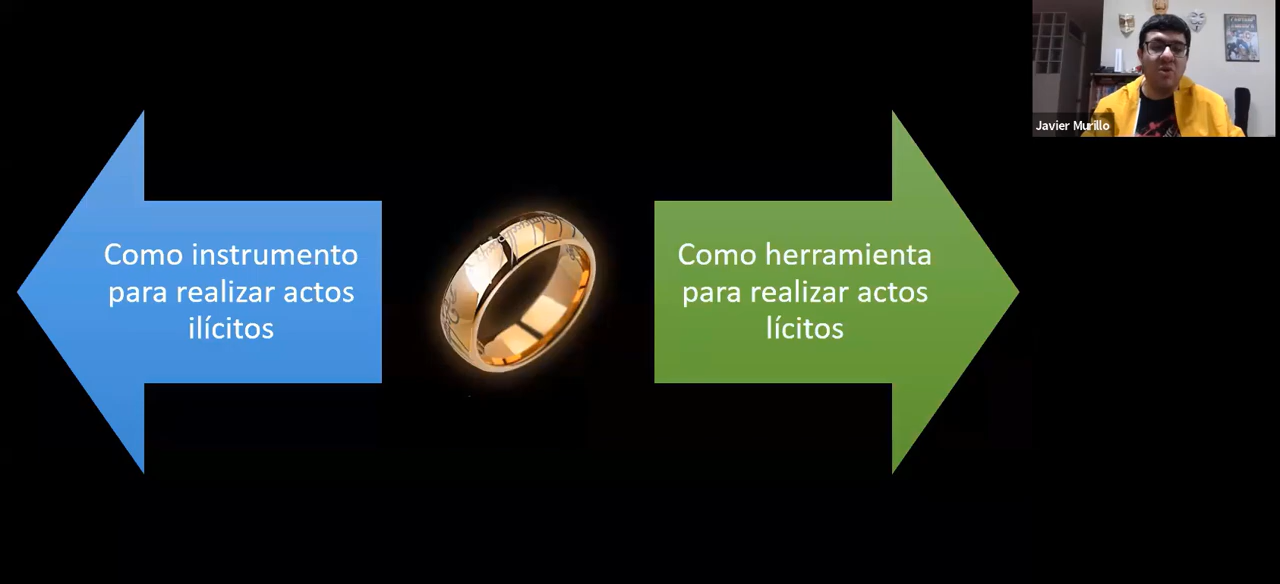 Como instrumento
para realizar actos
ilícitos
Como herramienta
para realizar actos
lícitos
Javier Murillo